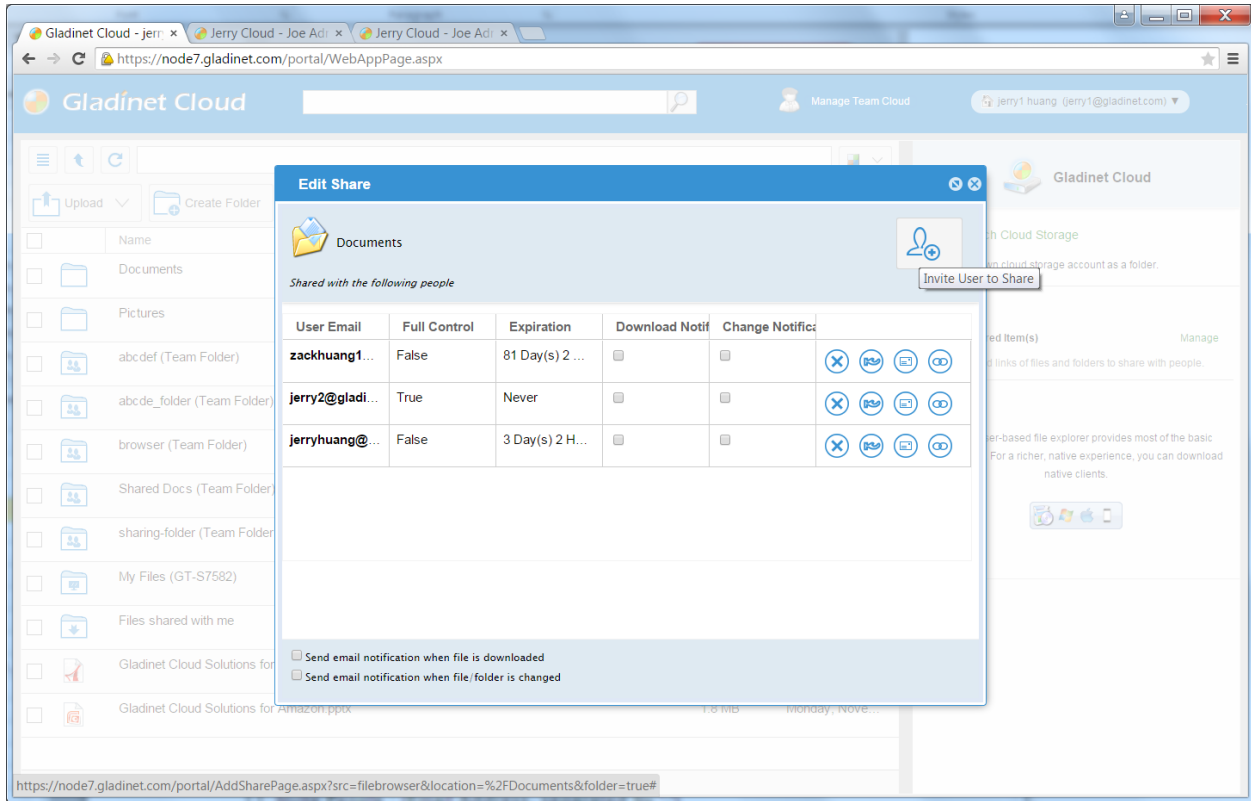 Gladinet Cloud - jerr
Jerry Cloud - Joe Adr
Jerry Cloud - Joe Adr
https://node7.gladinet.com/portal/WebAppPage.aspx
Gladinet Cloud
Manage Team Cloud
jerry1 huang (jerry1@gladinet.com) ▼
Upload
Create Folder
Name
Documents
Pictures
abcdef (Team Folder)
abcde_folder (Team Folder)
browser (Team Folder)
Shared Docs (Team Folder)
sharing-folder (Team Folder
My Files (GT-S7582)
Files shared with me
Gladinet Cloud Solutions for
Gladinet Cloud Solutions for Amazon.pptx 1.8 MB Monday, Nove...
Edit Share
Documents
Invite User to Share
Shared with the following people
User Email Full Control Expiration Download Notif Change Notifica
zackhuang1... False 81 Day(s) 2 ...
jerry2@gladi... True Never
jerryhuang@... False 3 Day(s) 2 H...
Send email notification when file is downloaded
Send email notification when file/folder is changed
Gladinet Cloud
ch Cloud Storage
wn cloud storage account as a folder.
red Item(s) Manage
d links of files and folders to share with people.
ser-based file explorer provides most of the basic
For a richer, native experience, you can download
native clients.
https://node7.gladinet.com/portal/AddSharePage.aspx?src=filebrowser&location=%2FDocuments&folder=true#